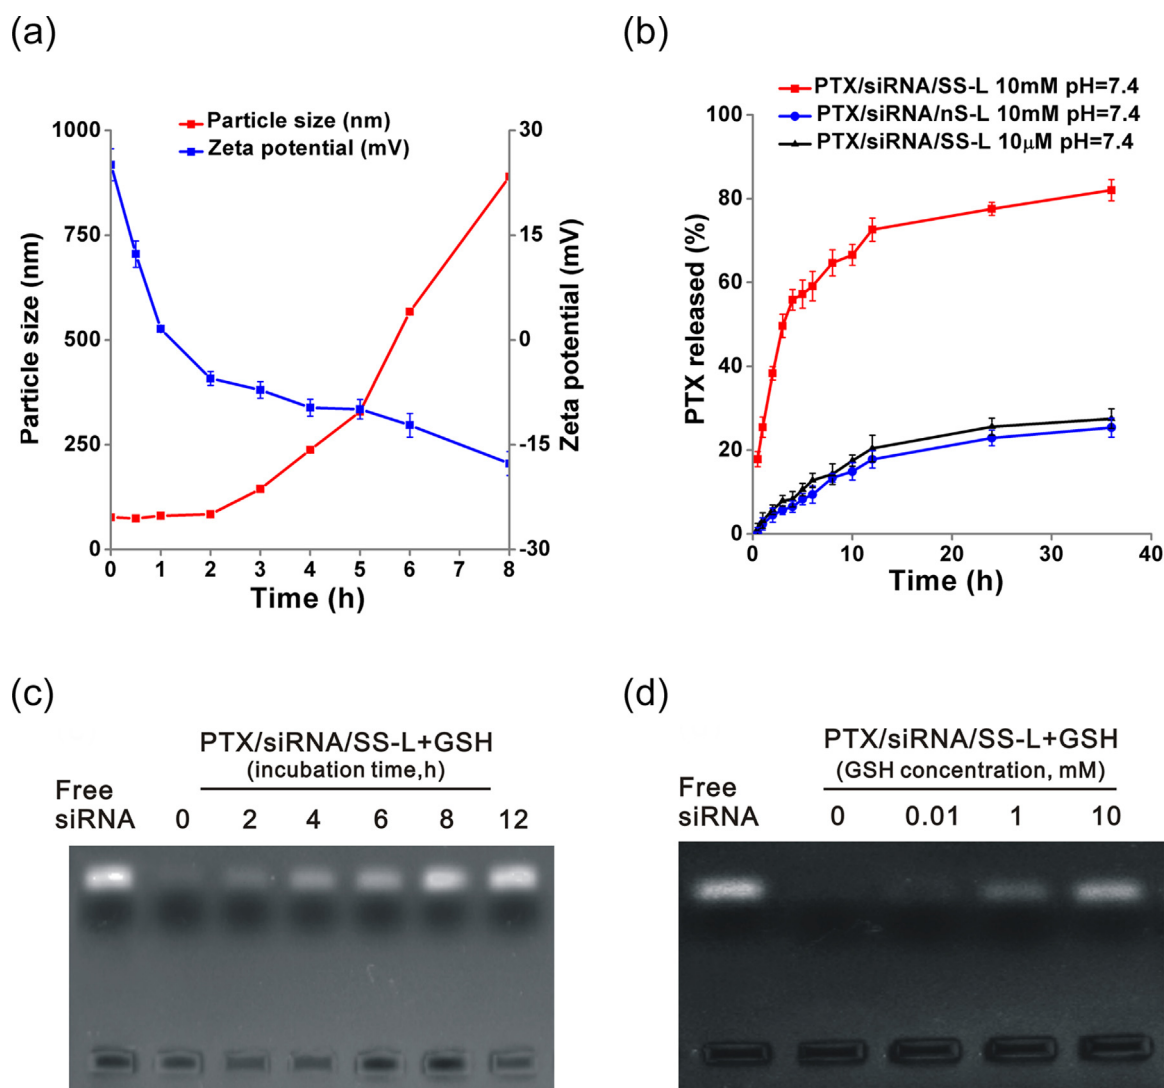 (a)
Particle size (nm)
Zeta potential (mV)
1000
750
500
250
0
Particle size (nm)
30
15
0
-15
-30
Zeta potential (mV)
0 1 2 3 4 5 6 7 8
Time (h)
(b)
PTX/siRNA/SS-L 10mM pH=7.4
PTX/siRNA/nS-L 10mM pH=7.4
PTX/siRNA/SS-L 10μM pH=7.4
100
80
60
40
20
0
PTX released (%)
0 10 20 30 40
Time (h)
(c)
PTX/siRNA/SS-L+GSH
(incubation time,h)
Free
siRNA 0 2 4 6 8 12
(d)
PTX/siRNA/SS-L+GSH
(GSH concentration, mM)
Free
siRNA 0 0.01 1 10